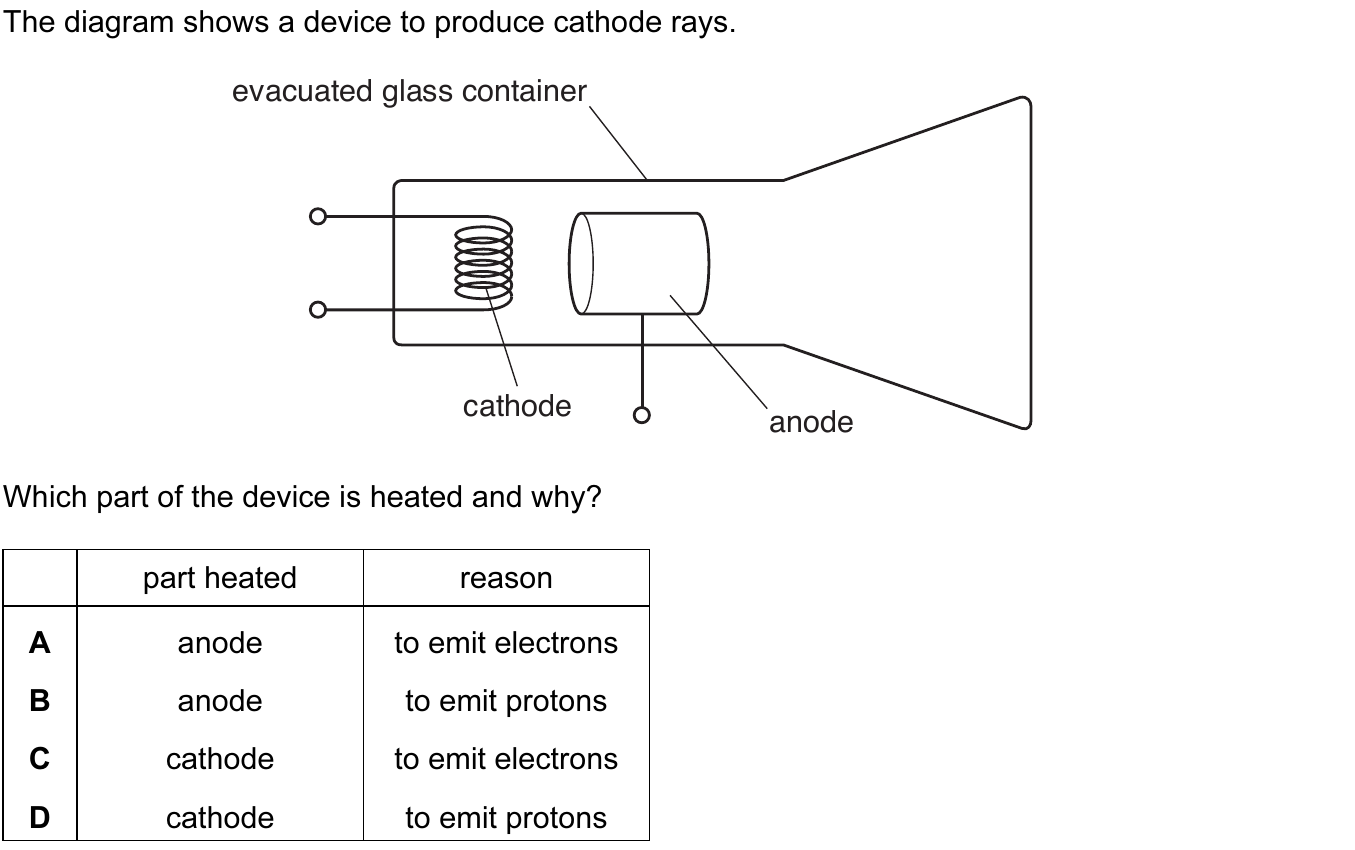 The diagram shows a device to produce cathode rays.
evacuated glass container
cathode
anode
Which part of the device is heated and why?
part heated reason
A anode to emit electrons
B anode to emit protons
C cathode to emit electrons
D cathode to emit protons